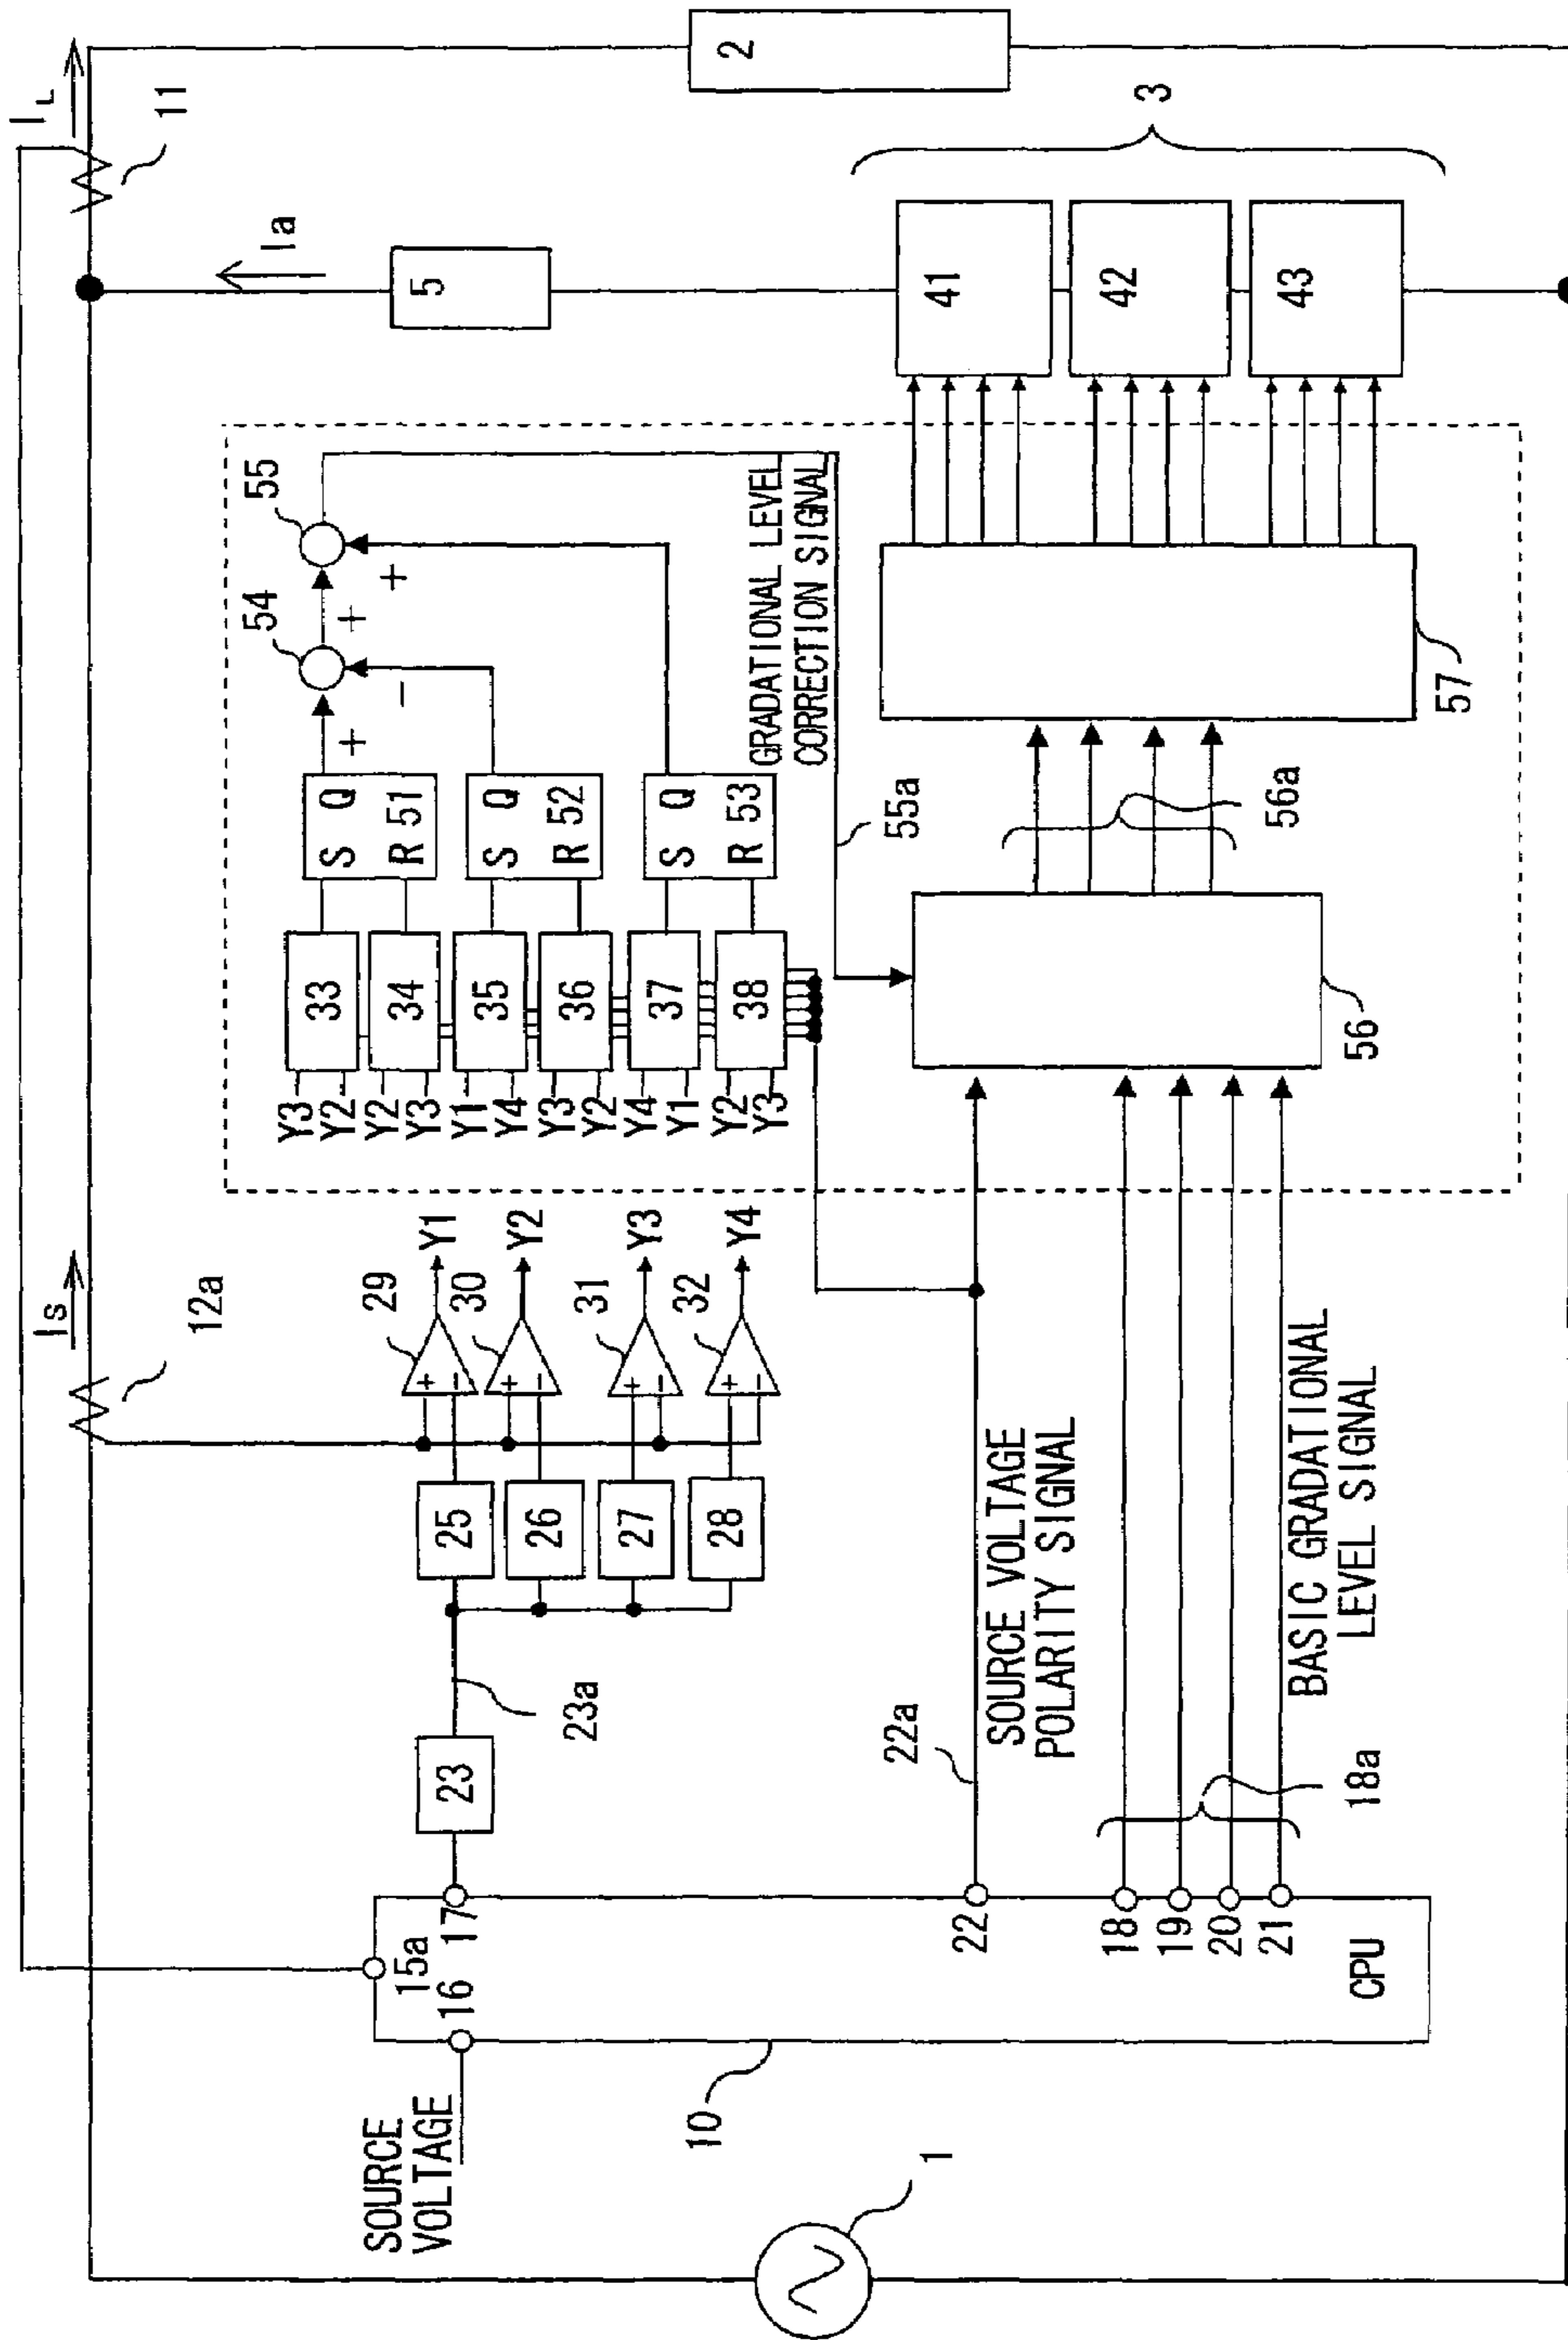 IS
IL
12a
11
Ia
5
2
SOURCE
VOLTAGE
16
15a
17
23
23a
25
26
27
28
+
−
+
−
+
−
+
−
29
30
31
32
Y1
Y2
Y3
Y4
Y3
Y2
Y2
Y3
Y1
Y4
Y3
Y2
Y4
Y1
Y2
Y3
33
34
35
36
37
38
S Q
R 51
S Q
R 52
S Q
R 53
+
−
54
+
+
55
GRADATIONAL LEVEL
CORRECTION SIGNAL
55a
10
1
22
22a
SOURCE VOLTAGE
POLARITY SIGNAL
18
19
20
21
CPU
18a
BASIC GRADATIONAL
LEVEL SIGNAL
56
56a
57
41
42
43
3